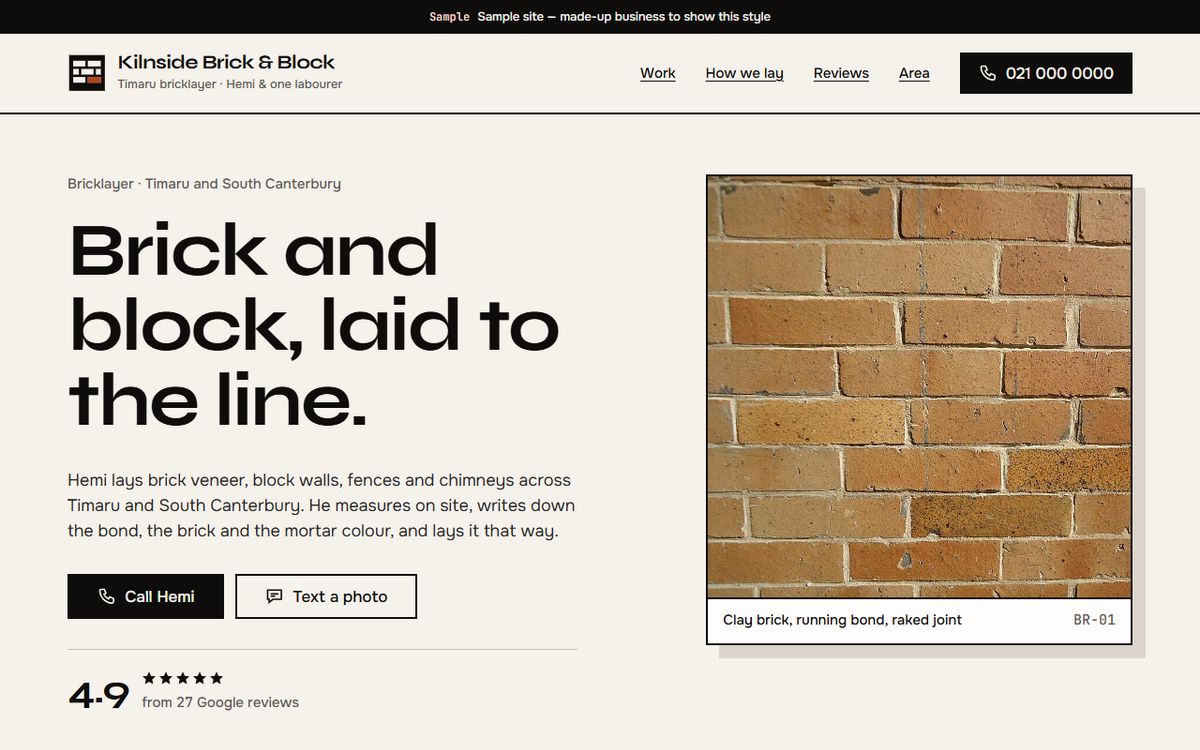 Sample Sample site — made-up business to show this style
Kilnside Brick & Block
Timaru bricklayer · Hemi & one labourer
Work How we lay Reviews Area 021 000 0000
Bricklayer · Timaru and South Canterbury
Brick and
block, laid to
the line.
Hemi lays brick veneer, block walls, fences and chimneys across
Timaru and South Canterbury. He measures on site, writes down
the bond, the brick and the mortar colour, and lays it that way.
Call Hemi Text a photo
4.9
from 27 Google reviews
Clay brick, running bond, raked joint BR-01